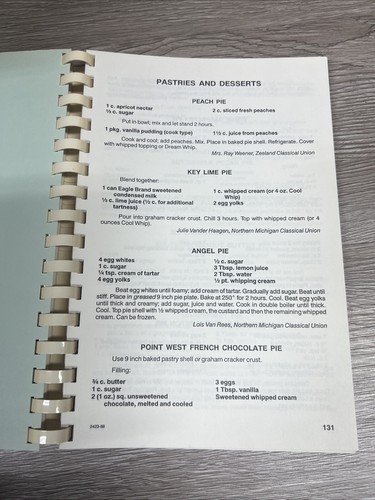 PASTRIES AND DESSERTS
PEACH PIE
1 c. apricot nectar 2 c. sliced fresh peaches
½ c. sugar
Put in bowl; mix and let stand 2 hours.
1 pkg. vanilla pudding (cook type) 1½ c. juice from peaches
Cook and cool; add peaches. Mix. Place in baked pie shell. Refrigerate. Cover
with whipped topping or Dream Whip.
Mrs. Ray Weener, Zeeland Classical Union
KEY LIME PIE
Blend together:
1 can Eagle Brand sweetened 1 c. whipped cream (or 4 oz. Cool
condensed milk Whip)
½ c. lime juice (½ c. for additional 2 egg yolks
tartness)
Pour into graham cracker crust. Chill 3 hours. Top with whipped cream (or 4
ounces Cool Whip).
Julie Vander Haagen, Northern Michigan Classical Union
ANGEL PIE
4 egg whites ½ c. sugar
1 c. sugar 3 Tbsp. lemon juice
¼ tsp. cream of tartar 2 Tbsp. water
4 egg yolks ½ pt. whipping cream
Beat egg whites until foamy; add cream of tartar. Gradually add sugar. Beat until
stiff. Place in greased 9 inch pie plate. Bake at 250° for 2 hours. Cool. Beat egg yolks
until thick and creamy; add sugar, juice and water. Cook in double boiler until thick.
Cool. Top pie shell with ½ whipped cream, the custard and then the remaining whipped
cream. Can be frozen.
Lois Van Rees, Northern Michigan Classical Union
POINT WEST FRENCH CHOCOLATE PIE
Use 9 inch baked pastry shell or graham cracker crust.
Filling:
¾ c. butter 3 eggs
1 c. sugar 1 Tbsp. vanilla
2 (1 oz.) sq. unsweetened Sweetened whipped cream
chocolate, melted and cooled
2425-88 131